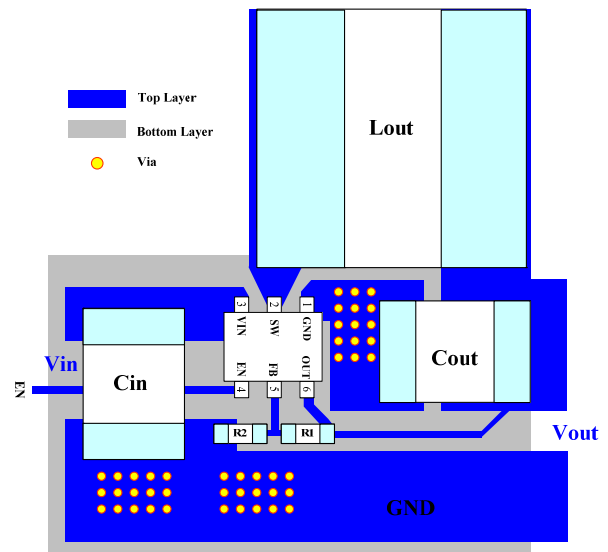 Top Layer
Bottom Layer
Via
Lout
3 2 1
VIN SW GND
EN FB OUT
4 5 6
Vin
EN
Cin
Cout
R2 R1
Vout
GND